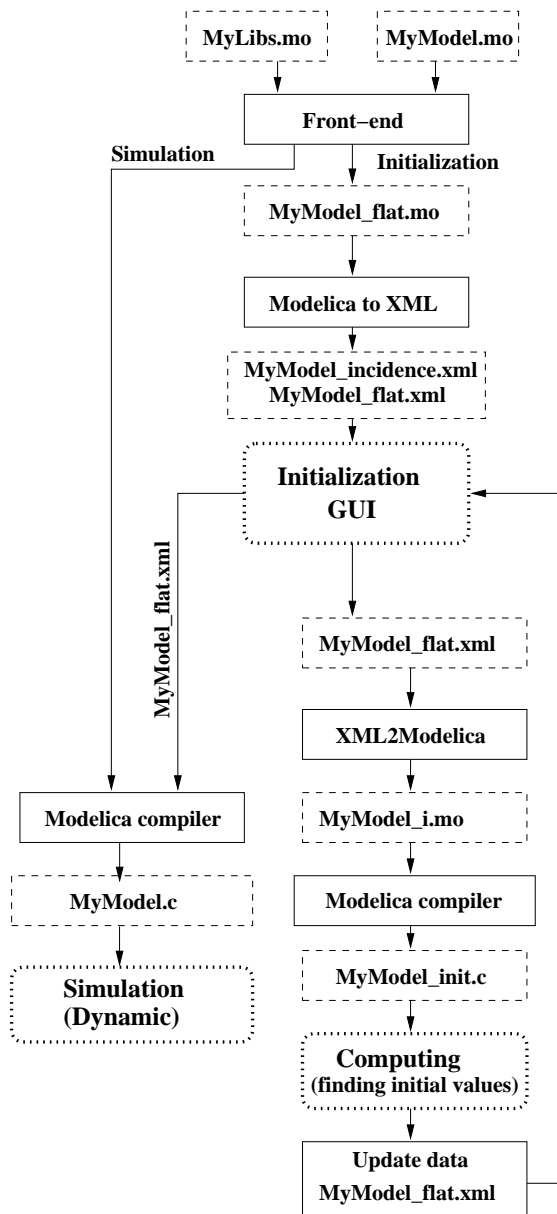 MyLibs.mo
MyModel.mo
Front−end
Simulation
Initialization
MyModel_flat.mo
Modelica to XML
MyModel_incidence.xml
MyModel_flat.xml
Initialization
GUI
MyModel_flat.xml
MyModel_flat.xml
XML2Modelica
Modelica compiler
MyModel_i.mo
MyModel.c
Modelica compiler
Simulation
(Dynamic)
MyModel_init.c
Computing
(finding initial values)
Update data
MyModel_flat.xml